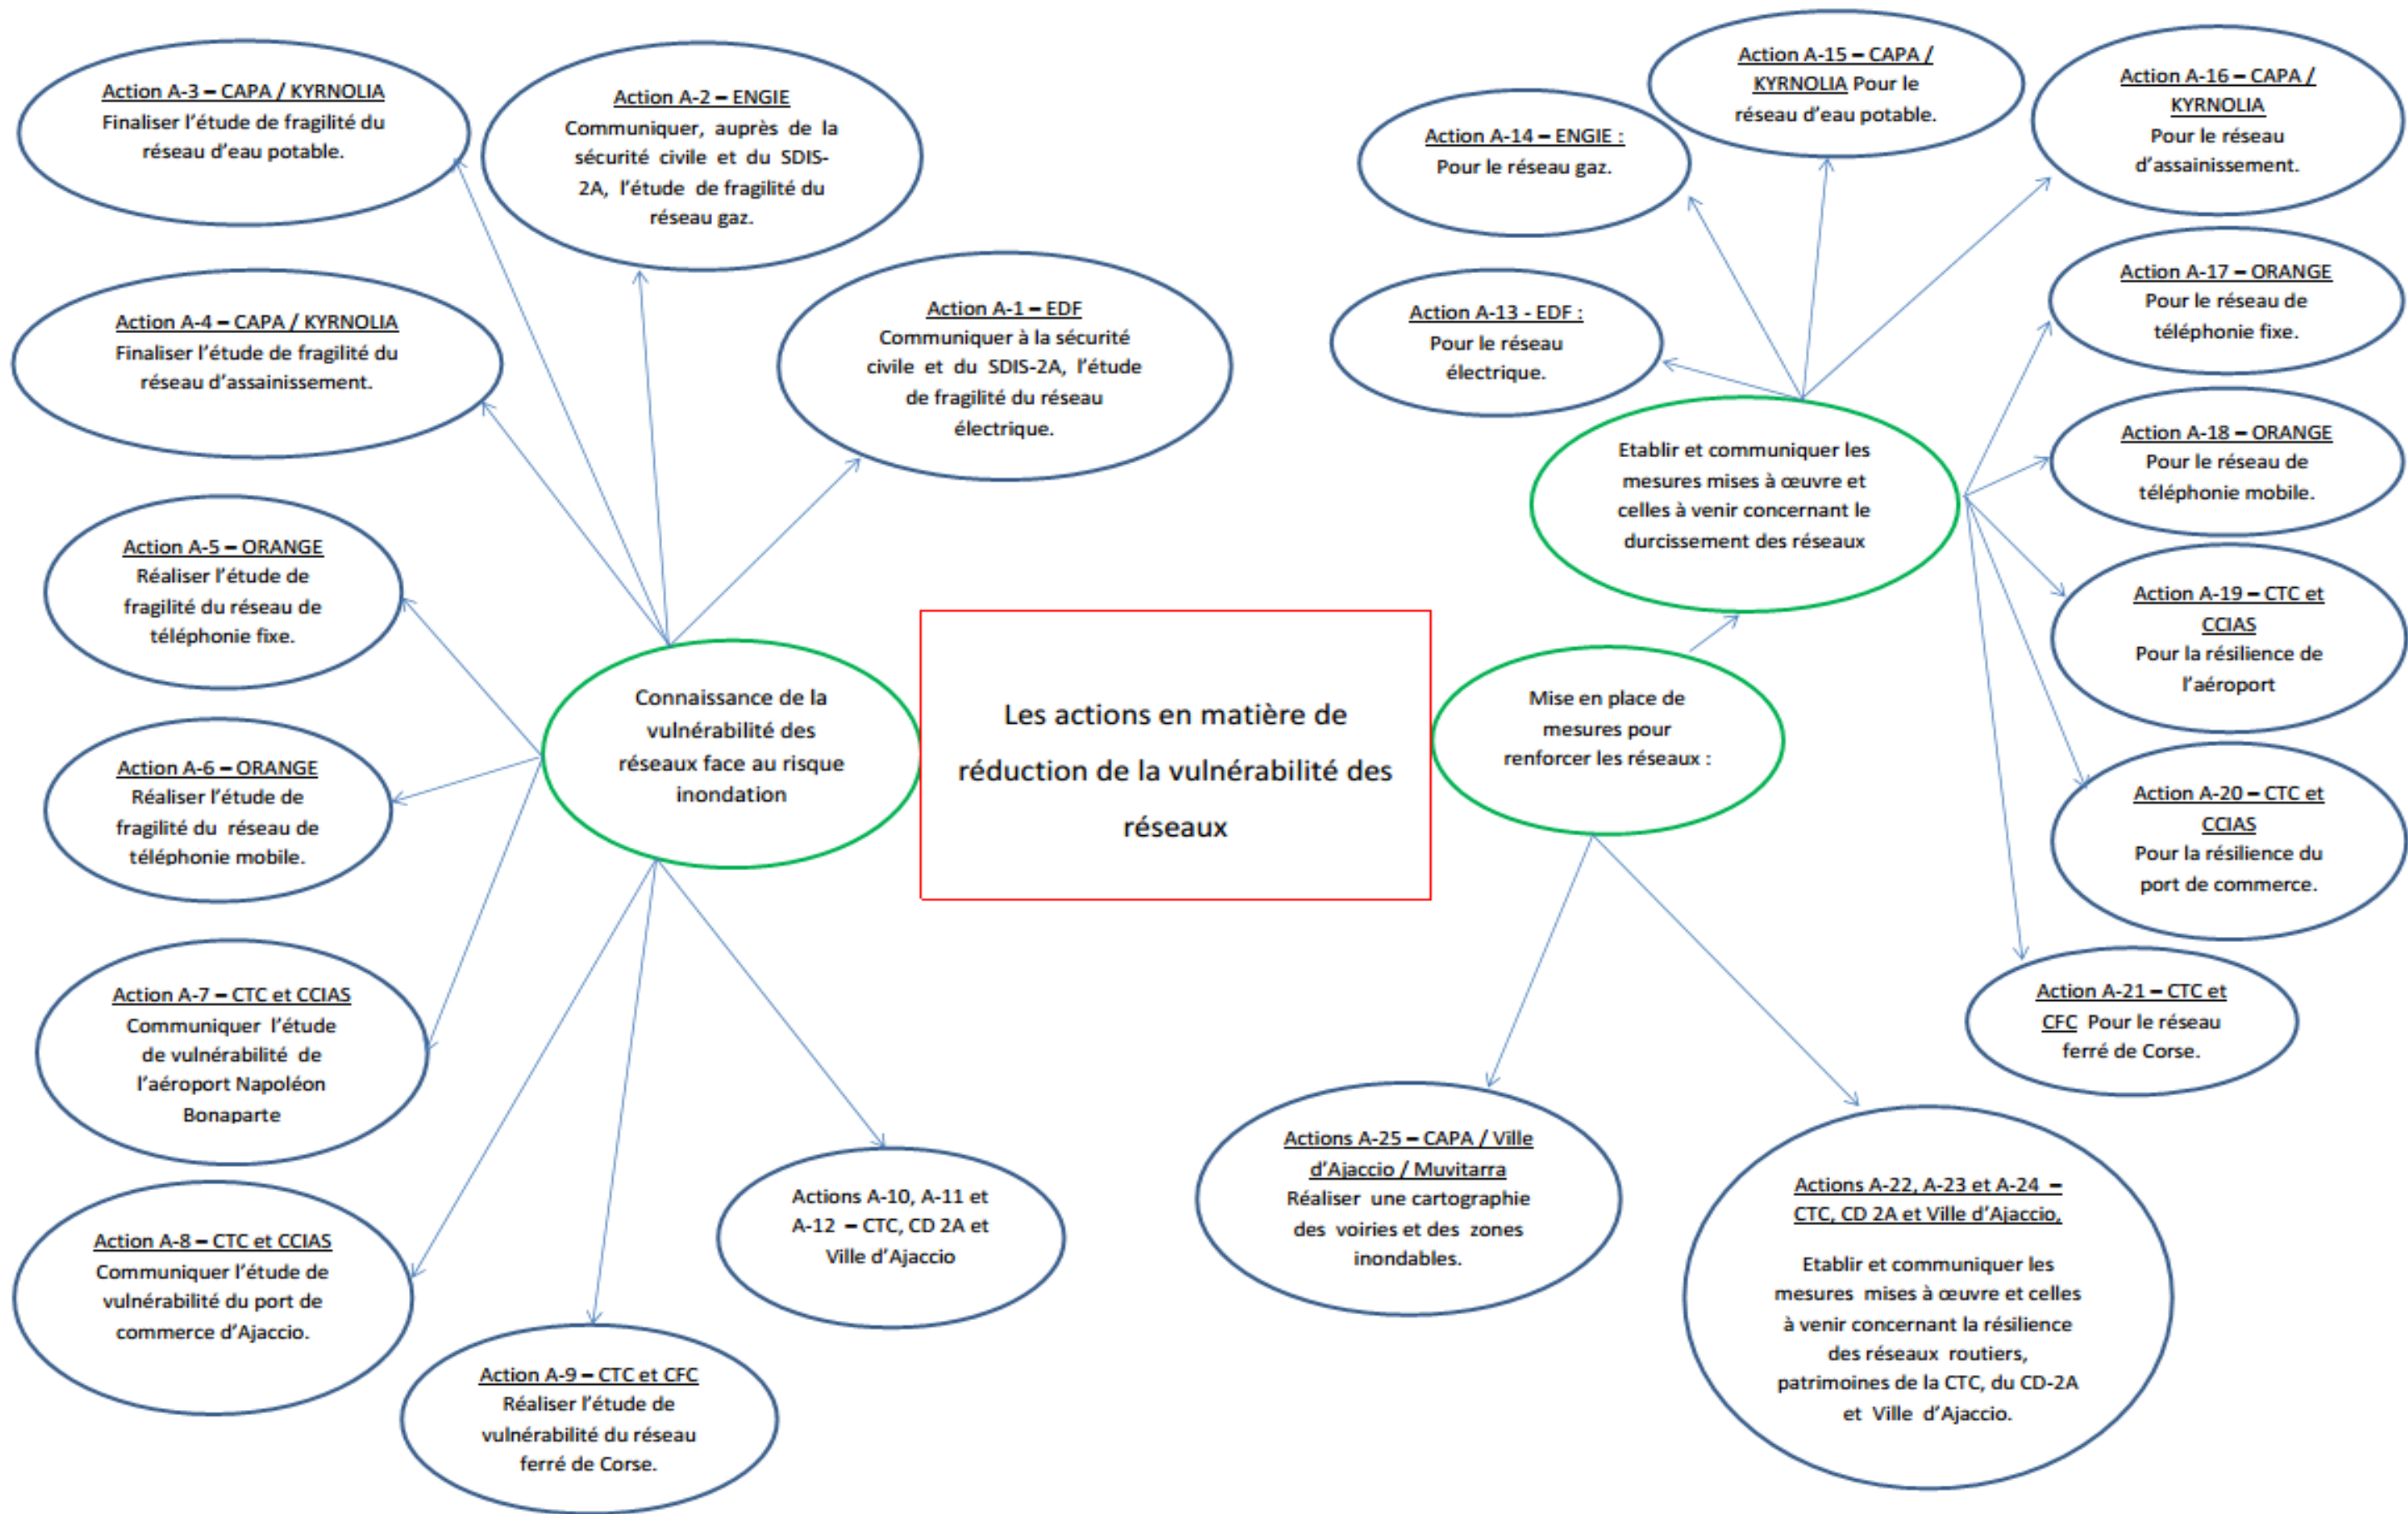 Action A-3 – CAPA / KYRNOLIA
Finaliser l'étude de fragilité du
réseau d'eau potable.
Action A-2 – ENGIE
Communiquer, auprès de la
sécurité civile et du SDIS-
2A, l'étude de fragilité du
réseau gaz.
Action A-1 – EDF
Communiquer à la sécurité
civile et du SDIS-2A, l'étude
de fragilité du réseau
électrique.
Action A-4 – CAPA / KYRNOLIA
Finaliser l'étude de fragilité du
réseau d'assainissement.
Action A-5 – ORANGE
Réaliser l'étude de
fragilité du réseau de
téléphonie fixe.
Action A-6 – ORANGE
Réaliser l'étude de
fragilité du réseau de
téléphonie mobile.
Action A-7 – CTC et CCIAS
Communiquer l'étude
de vulnérabilité de
l'aéroport Napoléon
Bonaparte
Action A-8 – CTC et CCIAS
Communiquer l'étude de
vulnérabilité du port de
commerce d'Ajaccio.
Action A-9 – CTC et CFC
Réaliser l'étude de
vulnérabilité du réseau
ferré de Corse.
Actions A-10, A-11 et
A-12 – CTC, CD 2A et
Ville d'Ajaccio
Connaissance de la
vulnérabilité des
réseaux face au risque
inondation
Les actions en matière de
réduction de la vulnérabilité des
réseaux
Mise en place de
mesures pour
renforcer les réseaux :
Etablir et communiquer les
mesures mises à œuvre et
celles à venir concernant le
durcissement des réseaux
Action A-13 - EDF :
Pour le réseau
électrique.
Action A-14 – ENGIE :
Pour le réseau gaz.
Action A-15 – CAPA /
KYRNOLIA Pour le
réseau d'eau potable.
Action A-16 – CAPA /
KYRNOLIA
Pour le réseau
d'assainissement.
Action A-17 – ORANGE
Pour le réseau de
téléphonie fixe.
Action A-18 – ORANGE
Pour le réseau de
téléphonie mobile.
Action A-19 – CTC et
CCIAS
Pour la résilience de
l'aéroport
Action A-20 – CTC et
CCIAS
Pour la résilience du
port de commerce.
Action A-21 – CTC et
CFC Pour le réseau
ferré de Corse.
Actions A-25 – CAPA / Ville
d'Ajaccio / Muvitarra
Réaliser une cartographie
des voiries et des zones
inondables.
Actions A-22, A-23 et A-24 –
CTC, CD 2A et Ville d'Ajaccio,
Etablir et communiquer les
mesures mises à œuvre et celles
à venir concernant la résilience
des réseaux routiers,
patrimoines de la CTC, du CD-2A
et Ville d'Ajaccio.